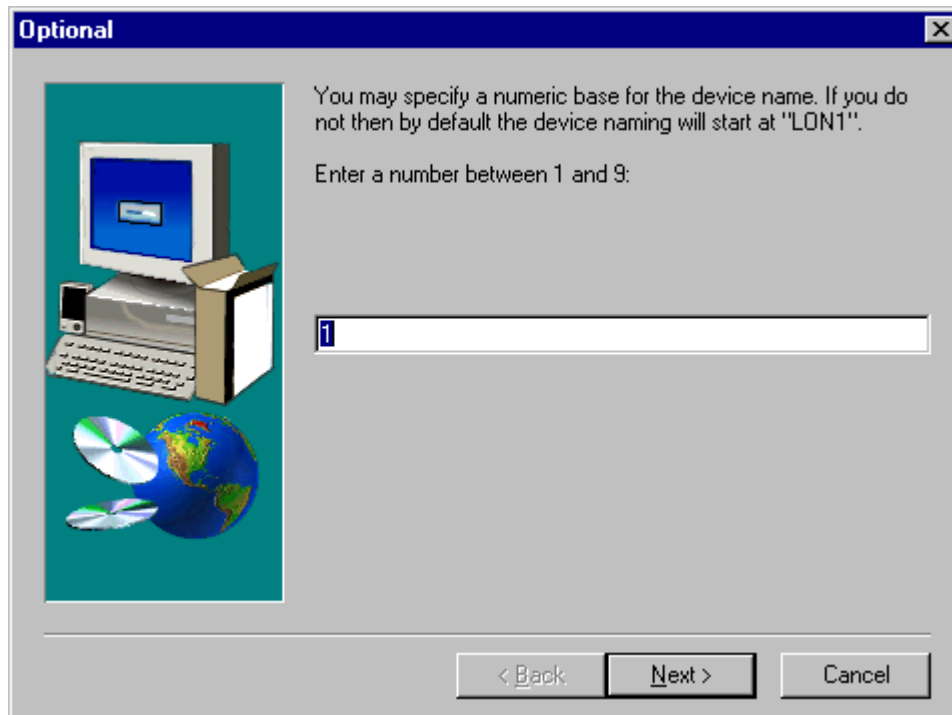 Optional
You may specify a numeric base for the device name. If you do
not then by default the device naming will start at "LON1".
Enter a number between 1 and 9:
1
< Back
Next >
Cancel